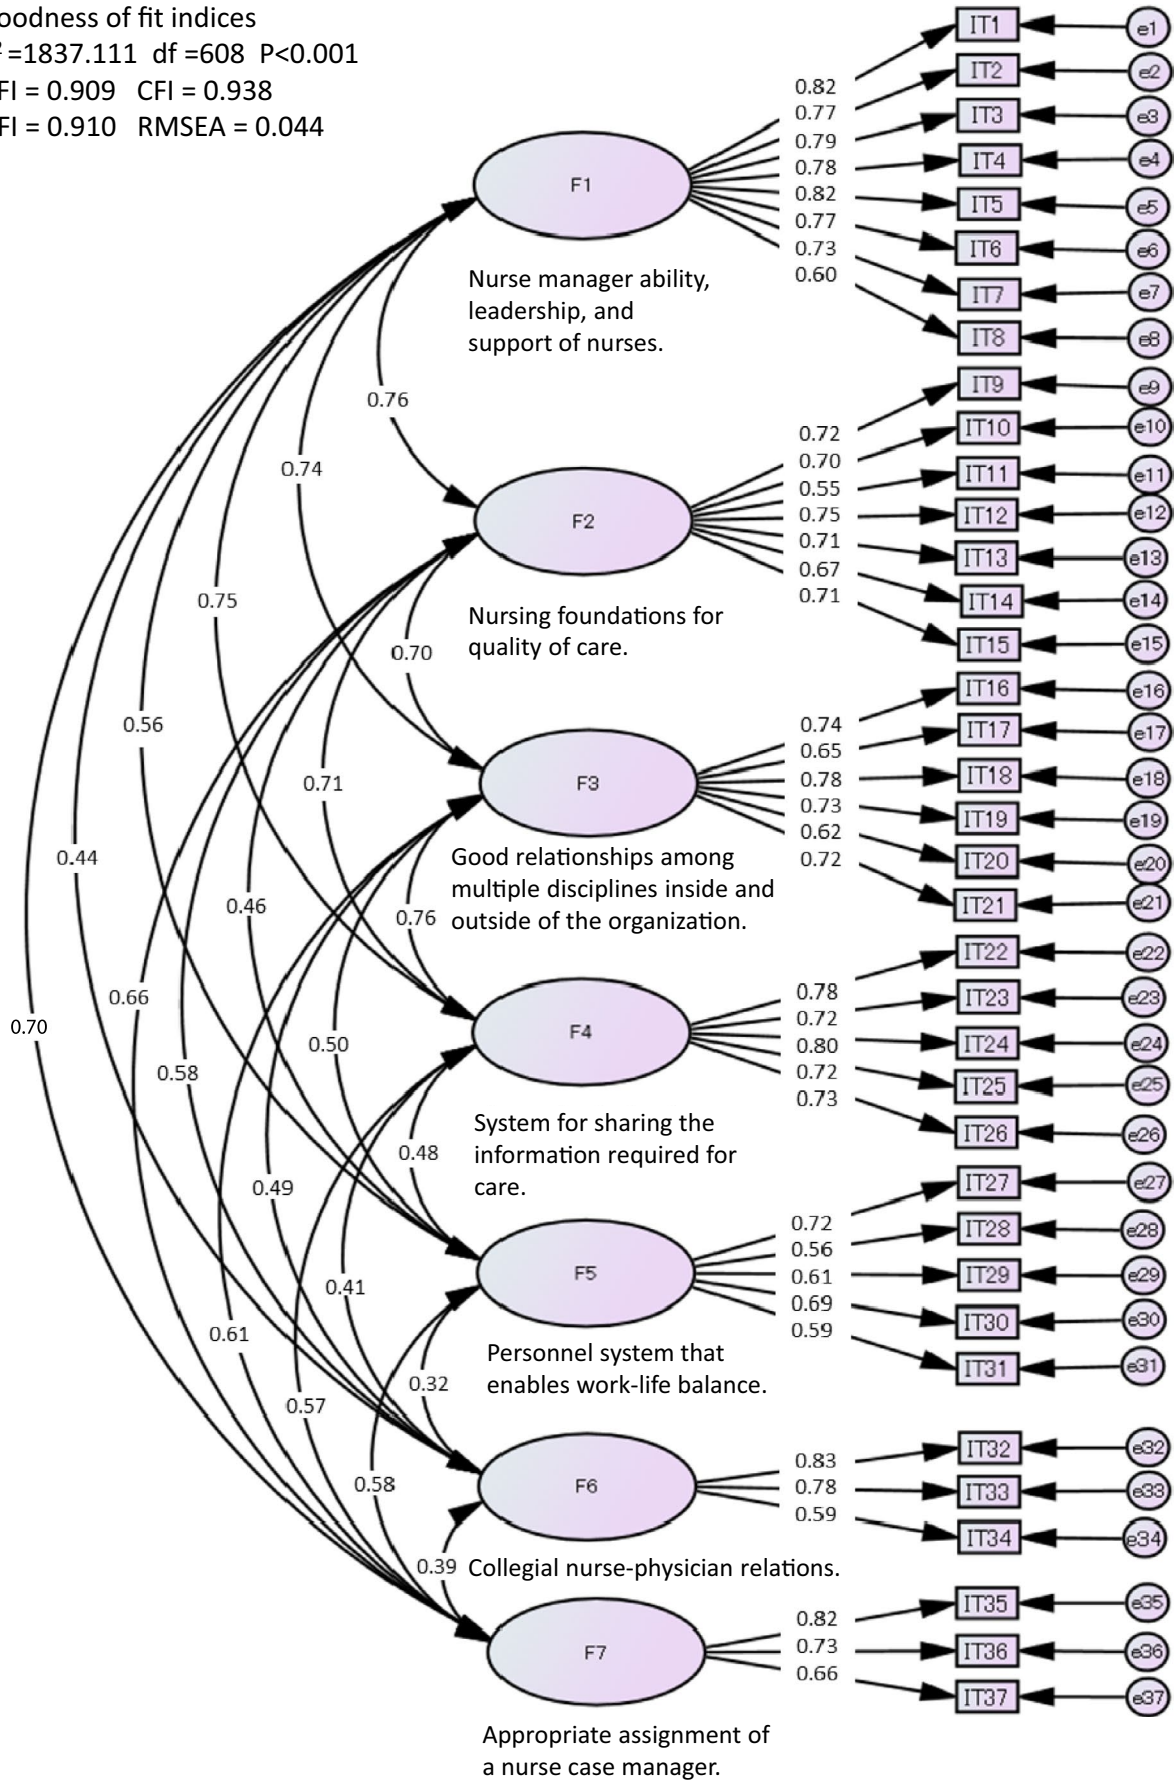 oodness of fit indices
² =1837.111 df =608 P<0.001
FI = 0.909 CFI = 0.938
FI = 0.910 RMSEA = 0.044
F1
Nurse manager ability,
leadership, and
support of nurses.
0.82
0.77
0.79
0.78
0.82
0.77
0.73
0.60
IT1 e1
IT2 e2
IT3 e3
IT4 e4
IT5 e5
IT6 e6
IT7 e7
IT8 e8
0.76
0.74
0.75
0.56
0.44
0.70
F2
Nursing foundations for
quality of care.
0.72
0.70
0.55
0.75
0.71
0.67
0.71
IT9 e9
IT10 e10
IT11 e11
IT12 e12
IT13 e13
IT14 e14
IT15 e15
0.70
0.71
0.46
0.58
0.66
F3
Good relationships among
multiple disciplines inside and
outside of the organization.
0.74
0.65
0.78
0.73
0.62
0.72
IT16 e16
IT17 e17
IT18 e18
IT19 e19
IT20 e20
IT21 e21
0.76
0.50
0.49
0.61
F4
System for sharing the
information required for
care.
0.78
0.72
0.80
0.72
0.73
IT22 e22
IT23 e23
IT24 e24
IT25 e25
IT26 e26
0.48
0.41
0.57
F5
Personnel system that
enables work-life balance.
0.72
0.56
0.61
0.69
0.59
IT27 e27
IT28 e28
IT29 e29
IT30 e30
IT31 e31
0.32
0.58
F6
Collegial nurse-physician relations.
0.83
0.78
0.59
IT32 e32
IT33 e33
IT34 e34
0.39
F7
Appropriate assignment of
a nurse case manager.
0.82
0.73
0.66
IT35 e35
IT36 e36
IT37 e37